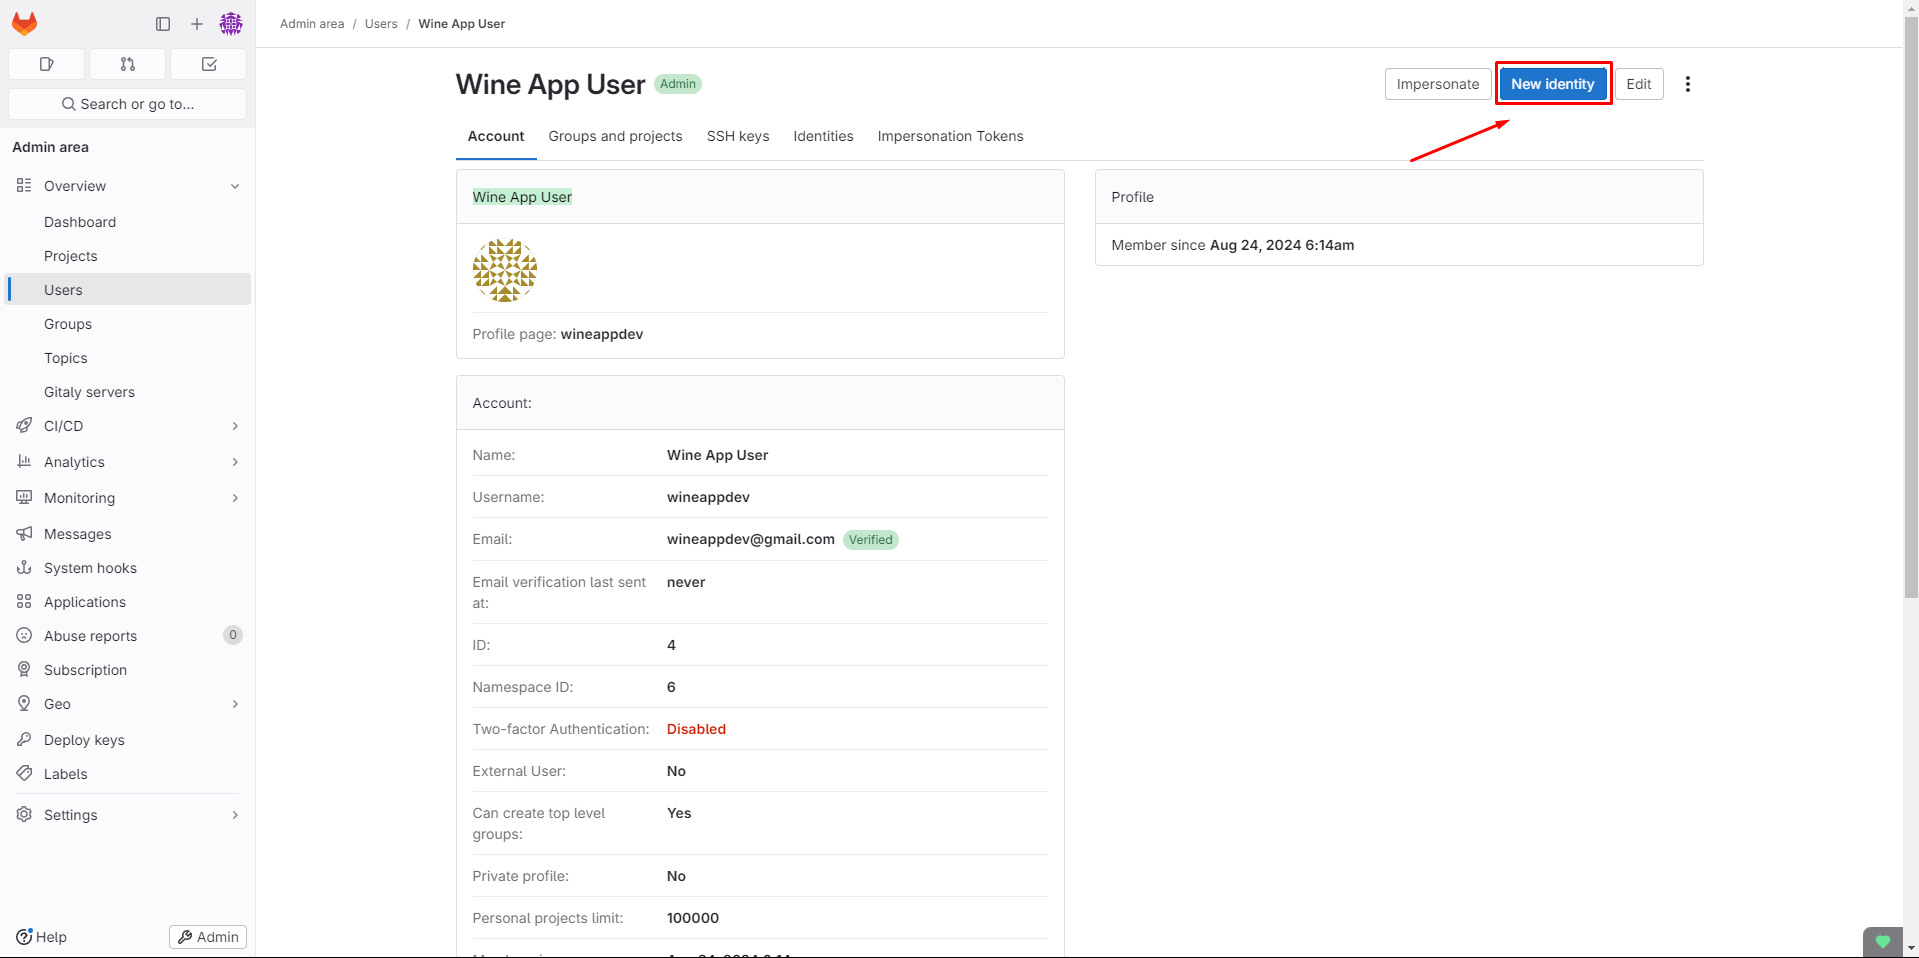 Admin area / Users / Wine App User
Search or go to...
Admin area
Overview
Dashboard
Projects
Users
Groups
Topics
Gitaly servers
CI/CD
Analytics
Monitoring
Messages
System hooks
Applications
Abuse reports 0
Subscription
Geo
Deploy keys
Labels
Settings
Help
Admin
Wine App User Admin
Impersonate New identity Edit
Account Groups and projects SSH keys Identities Impersonation Tokens
Wine App User
Profile page: wineappdev
Profile
Member since Aug 24, 2024 6:14am
Account:
Name: Wine App User
Username: wineappdev
Email: wineappdev@gmail.com Verified
Email verification last sent never
at:
ID: 4
Namespace ID: 6
Two-factor Authentication: Disabled
External User: No
Can create top level Yes
groups:
Private profile: No
Personal projects limit: 100000